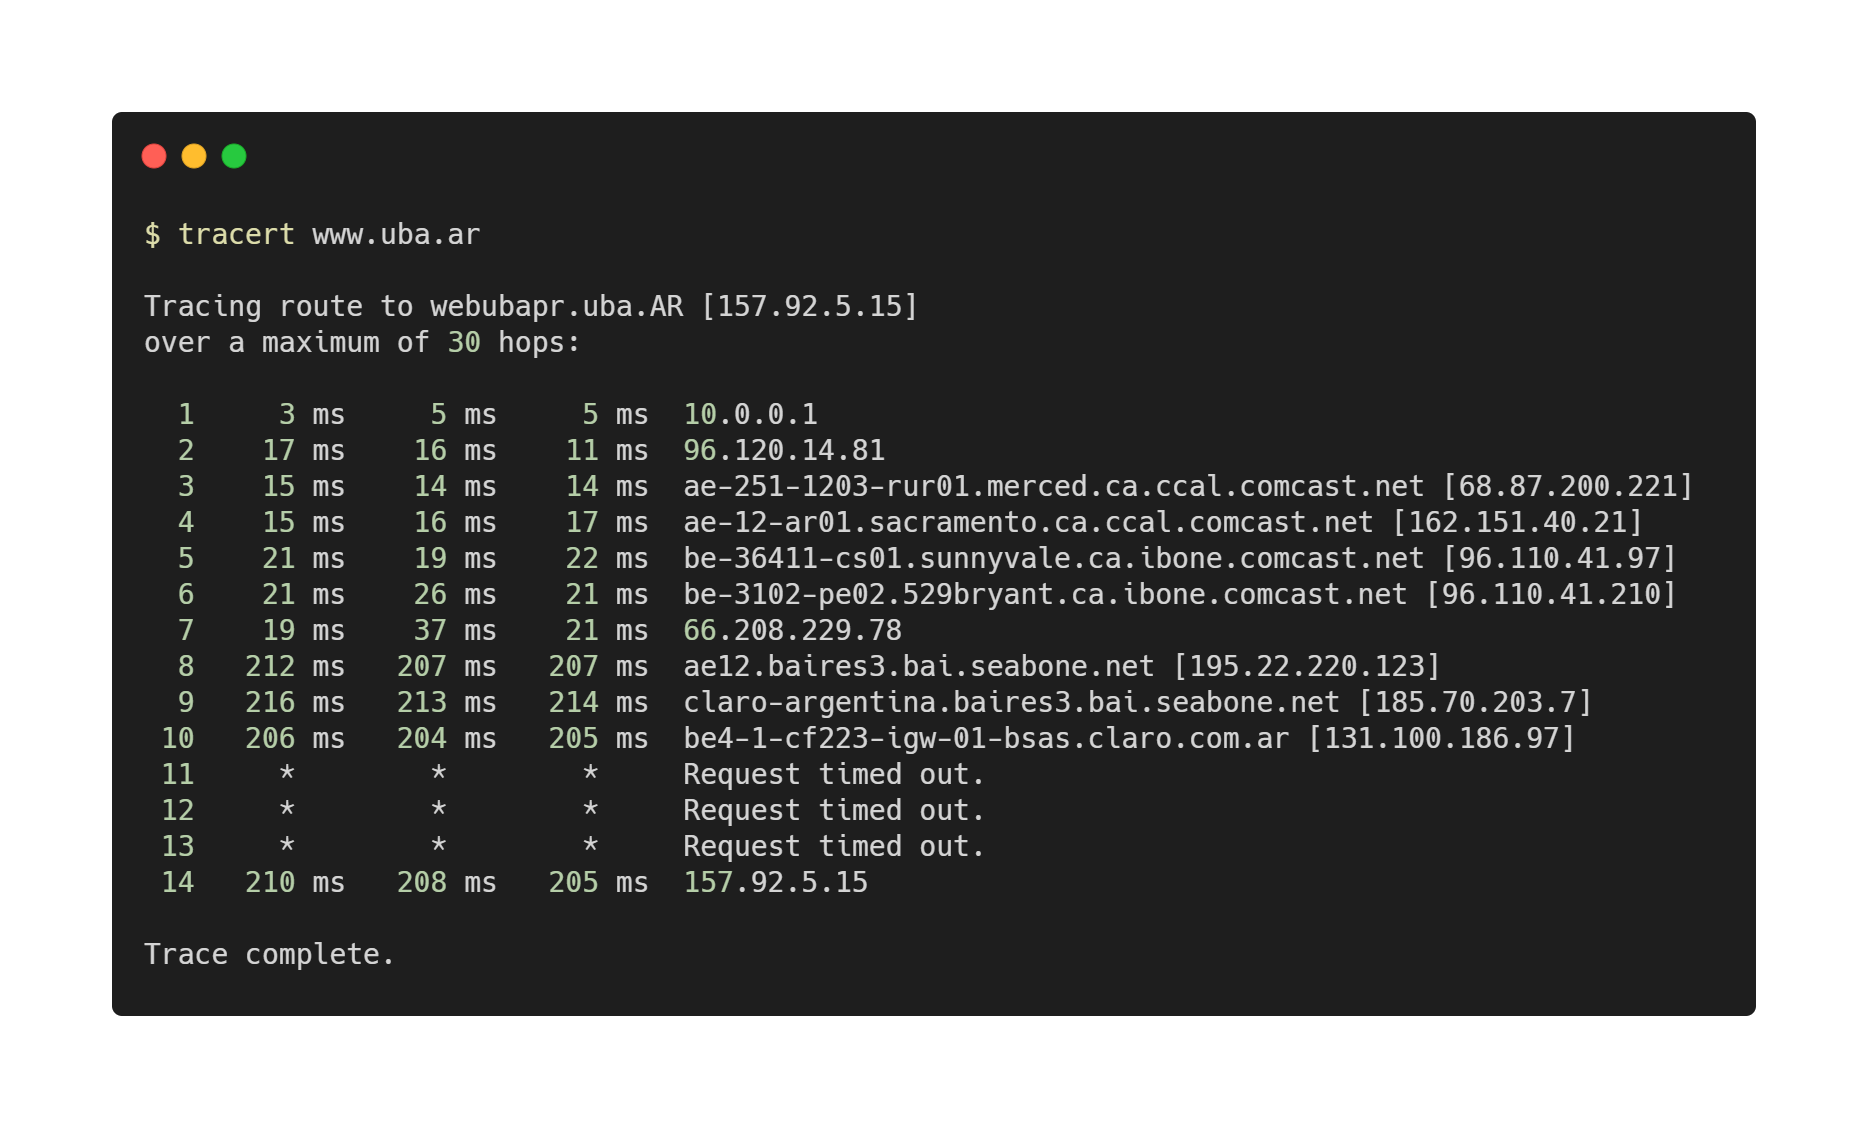 $ tracert www.uba.ar
Tracing route to webubapr.uba.AR [157.92.5.15]
over a maximum of 30 hops:
1 3 ms 5 ms 5 ms 10.0.0.1
2 17 ms 16 ms 11 ms 96.120.14.81
3 15 ms 14 ms 14 ms ae-251-1203-rur01.merced.ca.ccal.comcast.net [68.87.200.221]
4 15 ms 16 ms 17 ms ae-12-ar01.sacramento.ca.ccal.comcast.net [162.151.40.21]
5 21 ms 19 ms 22 ms be-36411-cs01.sunnyvale.ca.ibone.comcast.net [96.110.41.97]
6 21 ms 26 ms 21 ms be-3102-pe02.529bryant.ca.ibone.comcast.net [96.110.41.210]
7 19 ms 37 ms 21 ms 66.208.229.78
8 212 ms 207 ms 207 ms ae12.baires3.bai.seabone.net [195.22.220.123]
9 216 ms 213 ms 214 ms claro-argentina.baires3.bai.seabone.net [185.70.203.7]
10 206 ms 204 ms 205 ms be4-1-cf223-igw-01-bsas.claro.com.ar [131.100.186.97]
11 * * * Request timed out.
12 * * * Request timed out.
13 * * * Request timed out.
14 210 ms 208 ms 205 ms 157.92.5.15
Trace complete.